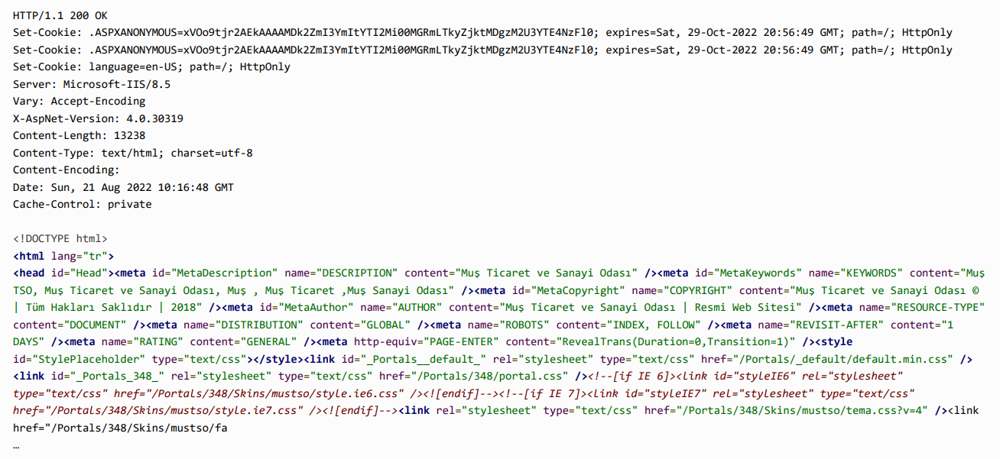 HTTP/1.1 200 OK
Set-Cookie: .ASPXANONYMOUS=xVOo9tjr2AEkAAAAMDk2ZmI3YmItYTI2Mi00MGRmLTkyZjktMDgzM2U3YTE4NzFl0; expires=Sat, 29-Oct-2022 20:56:49 GMT; path=/; HttpOnly
Set-Cookie: .ASPXANONYMOUS=xVOo9tjr2AEkAAAAMDk2ZmI3YmItYTI2Mi00MGRmLTkyZjktMDgzM2U3YTE4NzFl0; expires=Sat, 29-Oct-2022 20:56:49 GMT; path=/; HttpOnly
Set-Cookie: language=en-US; path=/; HttpOnly
Server: Microsoft-IIS/8.5
Vary: Accept-Encoding
X-AspNet-Version: 4.0.30319
Content-Length: 13238
Content-Type: text/html; charset=utf-8
Content-Encoding:
Date: Sun, 21 Aug 2022 10:16:48 GMT
Cache-Control: private

<!DOCTYPE html>
<html lang="tr">
<head id="Head"><meta id="MetaDescription" name="DESCRIPTION" content="Muş Ticaret ve Sanayi Odası" /><meta id="MetaKeywords" name="KEYWORDS" content="Muş
TSO, Muş Ticaret ve Sanayi Odası, Muş , Muş Ticaret ,Muş Sanayi Odası" /><meta id="MetaCopyright" name="COPYRIGHT" content="Muş Ticaret ve Sanayi Odası ©
| Tüm Hakları Saklıdır | 2018" /><meta id="MetaAuthor" name="AUTHOR" content="Muş Ticaret ve Sanayi Odası | Resmi Web Sitesi" /><meta name="RESOURCE-TYPE"
content="DOCUMENT" /><meta name="DISTRIBUTION" content="GLOBAL" /><meta name="ROBOTS" content="INDEX, FOLLOW" /><meta name="REVISIT-AFTER" content="1
DAYS" /><meta name="RATING" content="GENERAL" /><meta http-equiv="PAGE-ENTER" content="RevealTrans(Duration=0,Transition=1)" /><style
id="StylePlaceholder" type="text/css"></style><link id="_Portals__default_" rel="stylesheet" type="text/css" href="/Portals/_default/default.min.css" />
<link id="_Portals_348_" rel="stylesheet" type="text/css" href="/Portals/348/portal.css" /><!--[if IE 6]><link id="styleIE6" rel="stylesheet"
type="text/css" href="/Portals/348/Skins/mustso/style.ie6.css" /><![endif]--><!--[if IE 7]><link id="styleIE7" rel="stylesheet" type="text/css"
href="/Portals/348/Skins/mustso/style.ie7.css" /><![endif]--><link rel="stylesheet" type="text/css" href="/Portals/348/Skins/mustso/tema.css?v=4" /><link
href="/Portals/348/Skins/mustso/fa
…